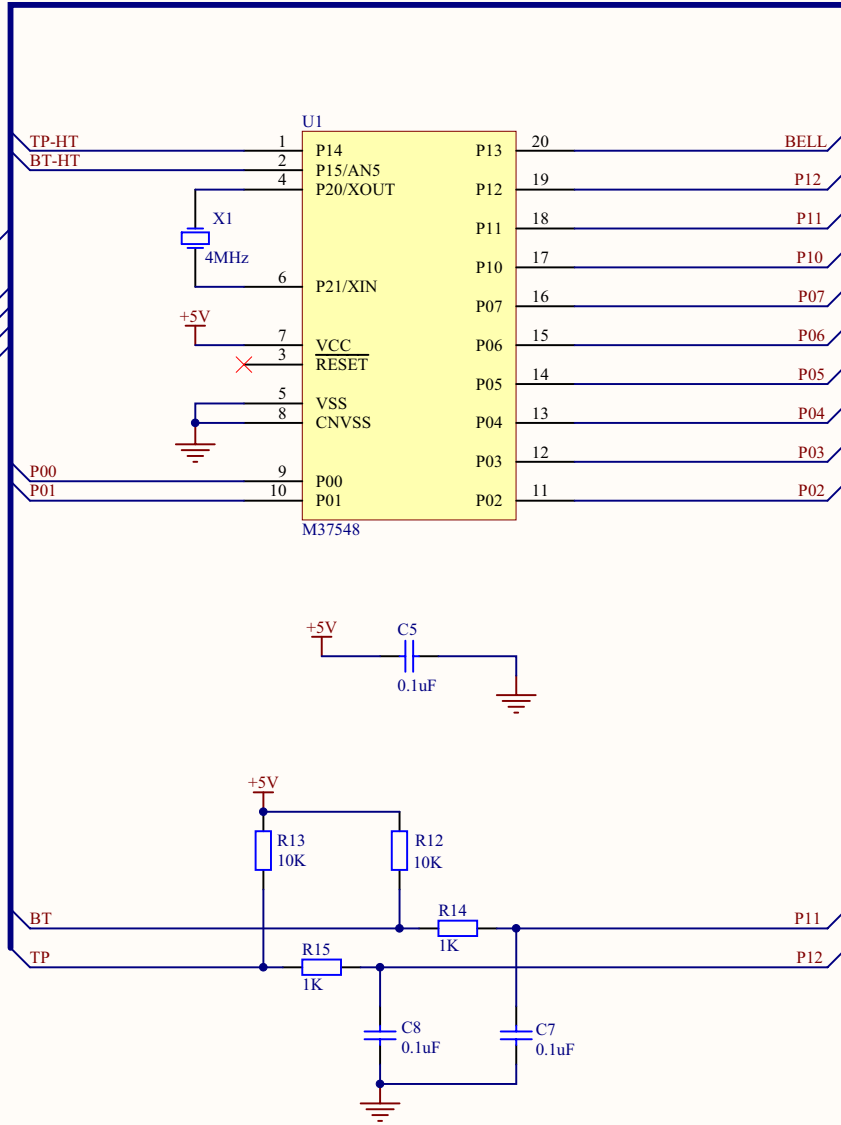 U1
TP-HT 1 P14 P13 20 BELL
BT-HT 2 P15/AN5
4 P20/XOUT P12 19 P12
X1
4MHz
P11 18 P11
P10 17 P10
6 P21/XIN
P07 16 P07
+5V
7 VCC P06 15 P06
3 RESET
P05 14 P05
5 VSS
8 CNVSS P04 13 P04
P03 12 P03
P00 9 P00
P01 10 P01 P02 11 P02
M37548
+5V C5
0.1uF
+5V
R13
10K
R12
10K
BT R14 P11
1K
TP R15 P12
1K
C8
0.1uF
C7
0.1uF